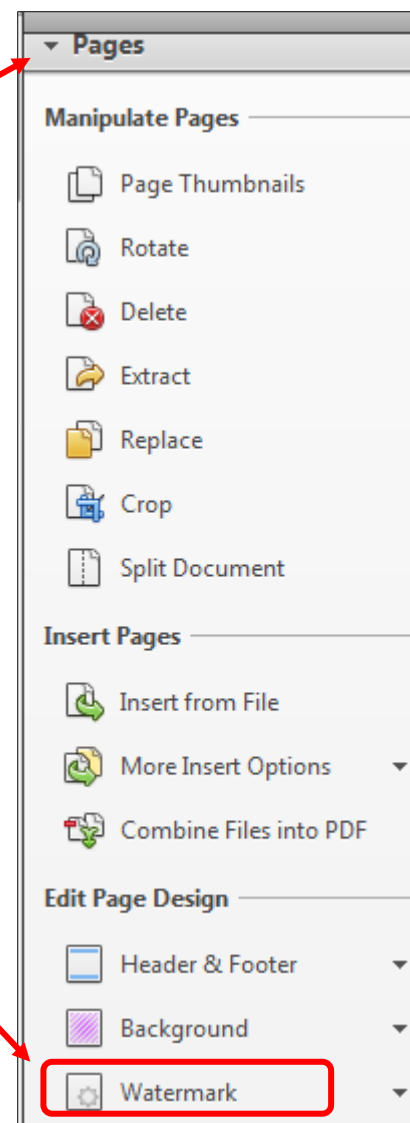 Pages
Manipulate Pages
Page Thumbnails
Rotate
Delete
Extract
Replace
Crop
Split Document
Insert Pages
Insert from File
More Insert Options
Combine Files into PDF
Edit Page Design
Header & Footer
Background
Watermark